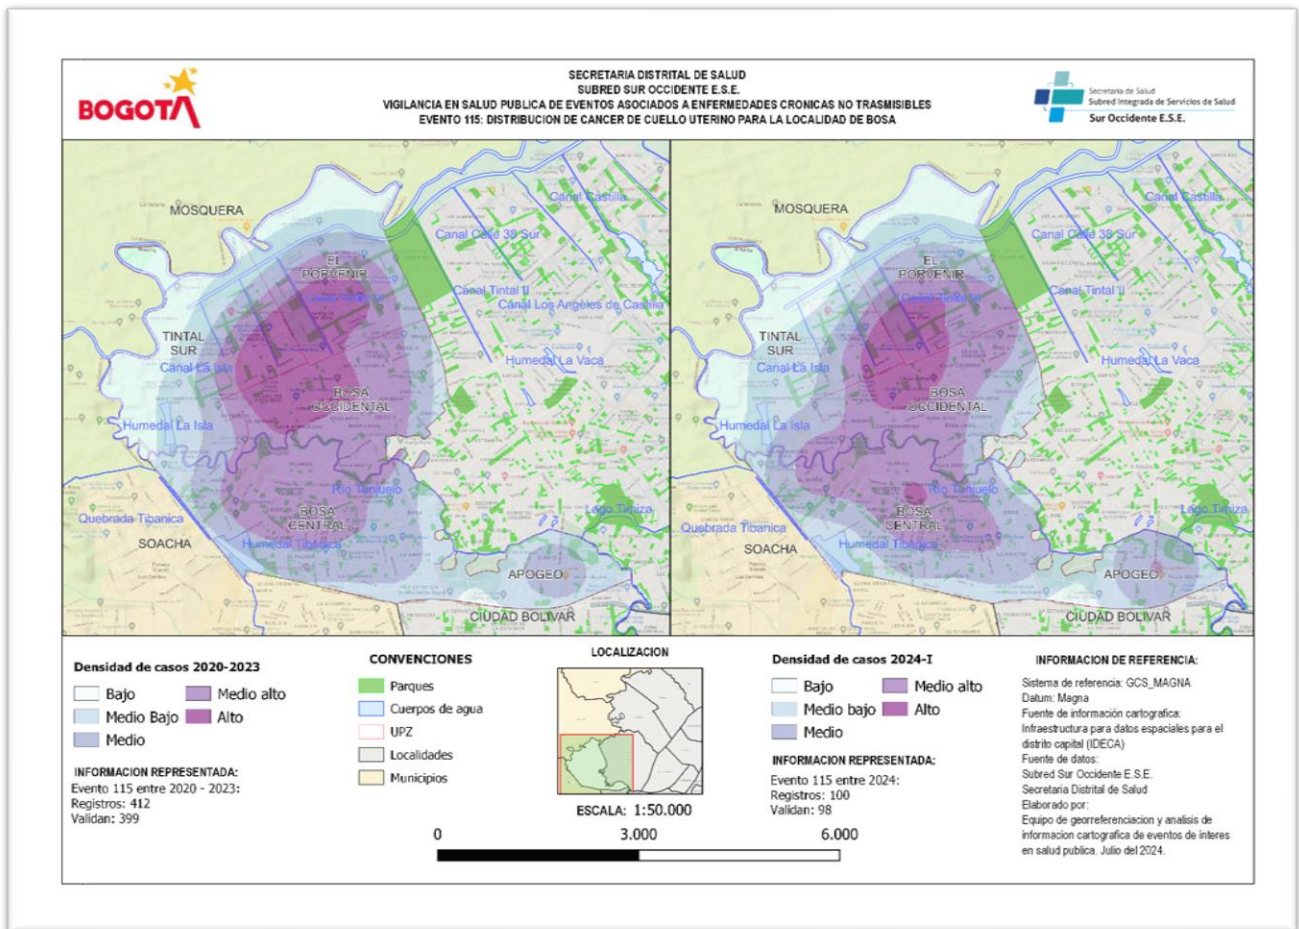 BOGOTA
SECRETARIA DISTRITAL DE SALUD
SUBRED SUR OCCIDENTE E.S.E.
VIGILANCIA EN SALUD PUBLICA DE EVENTOS ASOCIADOS A ENFERMEDADES CRONICAS NO TRASMISIBLES
EVENTO 115: DISTRIBUCION DE CANCER DE CUELLO UTERINO PARA LA LOCALIDAD DE BOSA
Secretaría de Salud
Subred Integrada de Servicios de Salud
Sur Occidente E.S.E.
MOSQUERA
Canal Castilla
Canal Calle 38 Sur
EL
PORVENIR
Canal Tintal II
Canal Tintal III
Canal Los Angeles de Castilla
TINTAL
SUR
Canal La Isla
Humedal La Vaca
BOSA
OCCIDENTAL
Humedal La Isla
Río Tunjuelo
Lago Timiza
Quebrada Tibanica
BOSA
CENTRAL
SOACHA
Humedal Tibanica
APOGEO
CIUDAD BOLIVAR
MOSQUERA
Canal Castilla
Canal Calle 38 Sur
EL
PORVENIR
Canal Tintal II
Canal Tintal III
TINTAL
SUR
Canal La Isla
Humedal La Vaca
BOSA
OCCIDENTAL
Humedal La Isla
Río Tunjuelo
Lago Timiza
Quebrada Tibanica
BOSA
CENTRAL
SOACHA
Humedal Tibanica
APOGEO
CIUDAD BOLIVAR
Densidad de casos 2020-2023
Bajo
Medio alto
Medio Bajo
Alto
Medio
INFORMACION REPRESENTADA:
Evento 115 entre 2020 - 2023:
Registros: 412
Validan: 399
CONVENCIONES
Parques
Cuerpos de agua
UPZ
Localidades
Municipios
LOCALIZACION
ESCALA: 1:50.000
0 3.000 6.000
Densidad de casos 2024-I
Bajo
Medio alto
Medio bajo
Alto
Medio
INFORMACION REPRESENTADA:
Evento 115 entre 2024:
Registros: 100
Validan: 98
INFORMACION DE REFERENCIA:
Sistema de referencia: GCS_MAGNA
Datum: Magna
Fuente de información cartografica:
Infraestructura para datos espaciales para el
distrito capital (IDECA)
Fuente de datos:
Subred Sur Occidente E.S.E.
Secretaria Distrital de Salud
Elaborado por:
Equipo de georreferenciacion y analisis de
informacion cartografica de eventos de interes
en salud publica. Julio del 2024.